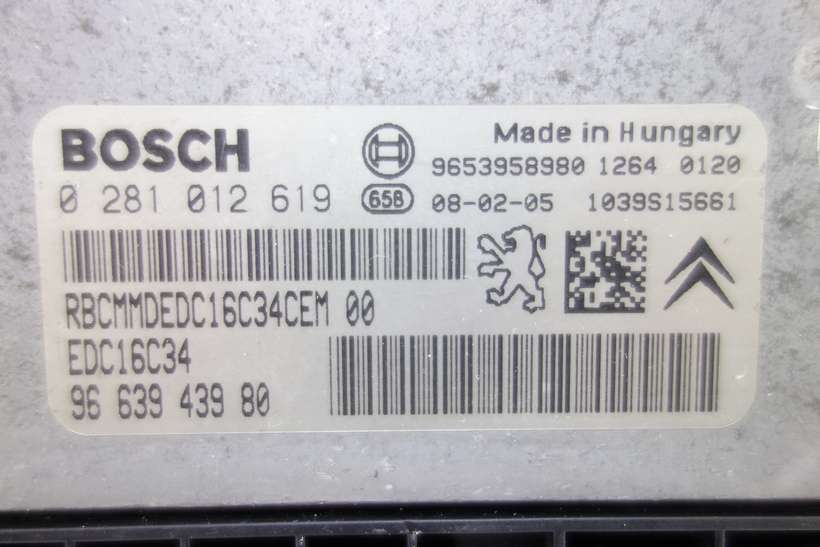 BOSCH
Made in Hungary
9653958980 1264 0120
0 281 012 619
658
08-02-05 1039S15661
RBCMMDEDC16C34CEM 00
EDC16C34
96 639 439 80